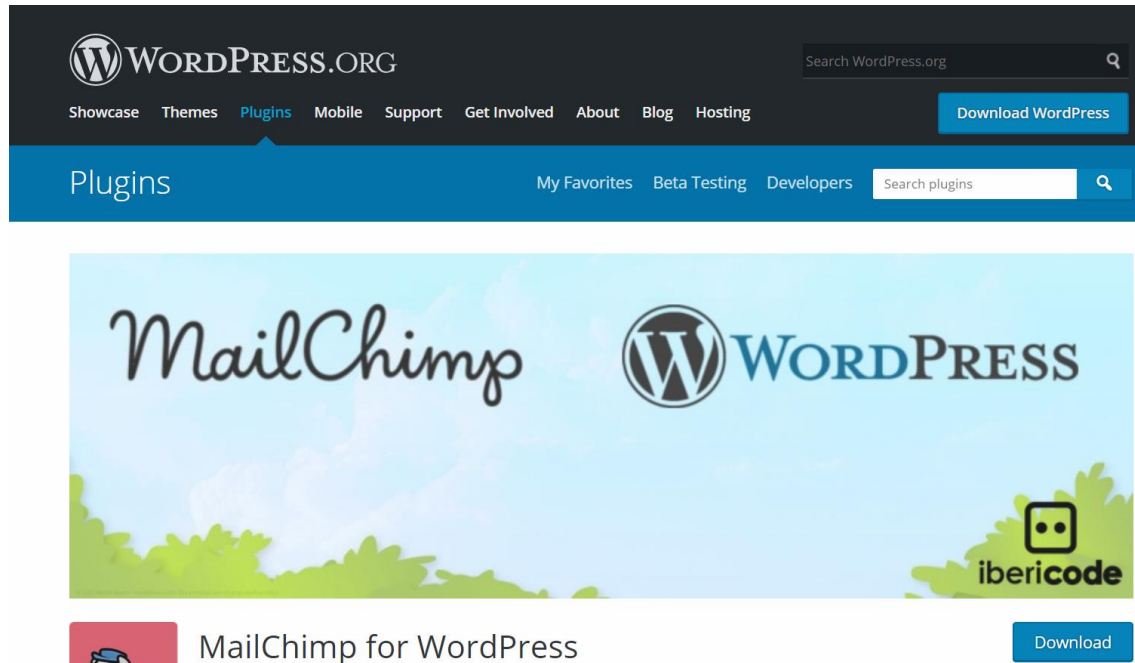 WORDPRESS.ORG
Search WordPress.org
Showcase Themes Plugins Mobile Support Get Involved About Blog Hosting
Download WordPress
Plugins
My Favorites Beta Testing Developers
Search plugins
MailChimp
WORDPRESS
ibericode
MailChimp for WordPress
Download